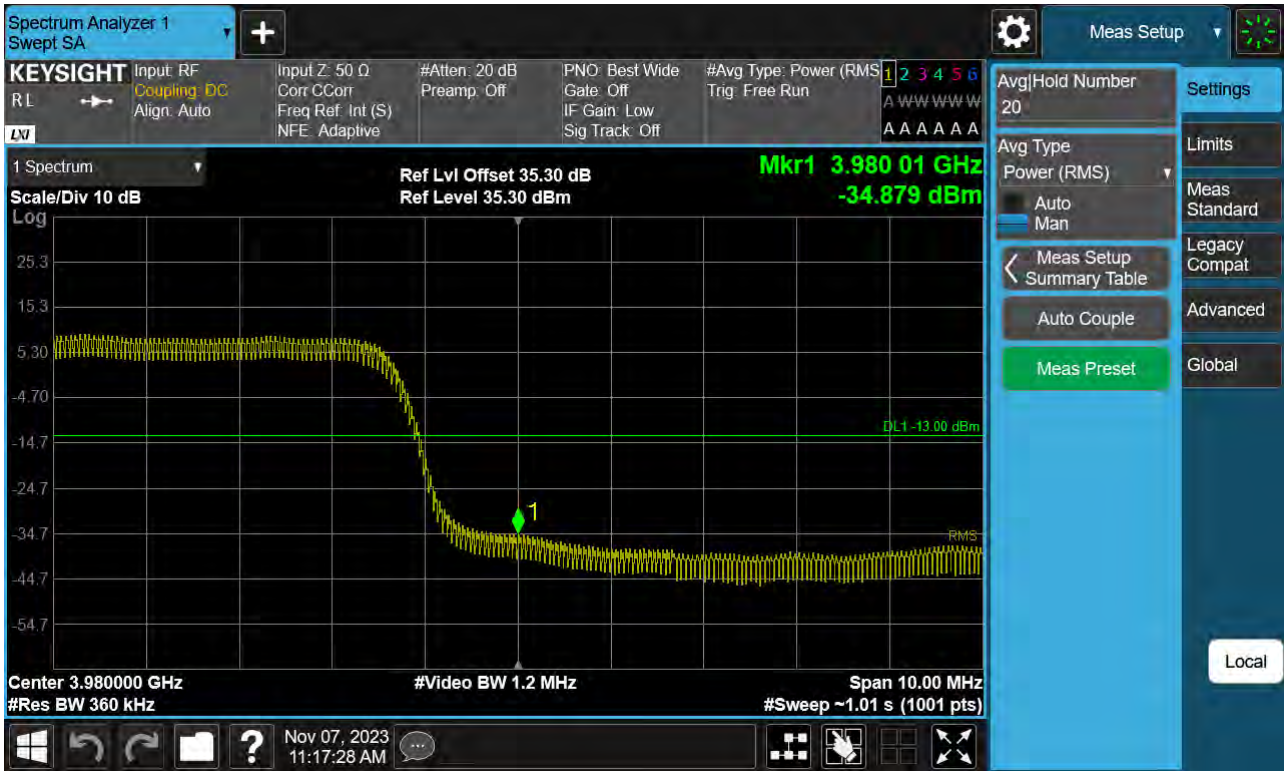 Spectrum Analyzer 1
Swept SA
Meas Setup
KEYSIGHT
RL
LXI
Input: RF
Coupling: DC
Align: Auto
Input Z: 50 Ω
Corr CCorr
Freq Ref: Int (S)
NFE: Adaptive
#Atten: 20 dB
Preamp: Off
PNO: Best Wide
Gate: Off
IF Gain: Low
Sig Track: Off
#Avg Type: Power (RMS
Trig: Free Run
1 2 3 4 5 6
A W W W W W
A A A A A A
1 Spectrum
Scale/Div 10 dB
Log
Ref Lvl Offset 35.30 dB
Ref Level 35.30 dBm
Mkr1 3.980 01 GHz
-34.879 dBm
25.3
15.3
5.30
-4.70
-14.7
-24.7
-34.7
-44.7
-54.7
DL1 -13.00 dBm
1
RMS
Center 3.980000 GHz
#Res BW 360 kHz
#Video BW 1.2 MHz
Span 10.00 MHz
#Sweep ~1.01 s (1001 pts)
Avg|Hold Number
20
Avg Type
Power (RMS)
Auto
Man
Meas Setup
Summary Table
Auto Couple
Meas Preset
Settings
Limits
Meas
Standard
Legacy
Compat
Advanced
Global
Local
?
Nov 07, 2023
11:17:28 AM